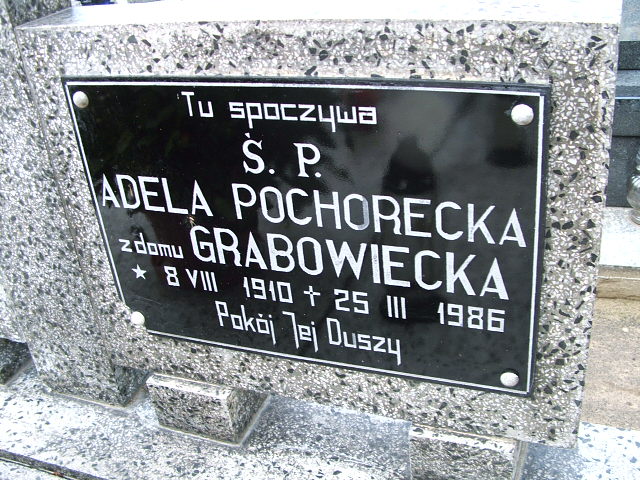 Tu spoczywa
Ś. P.
ADELA POCHORECKA
z domu GRABOWIECKA
* 8 VIII 1910 + 25 III 1986
Pokój Jej Duszy